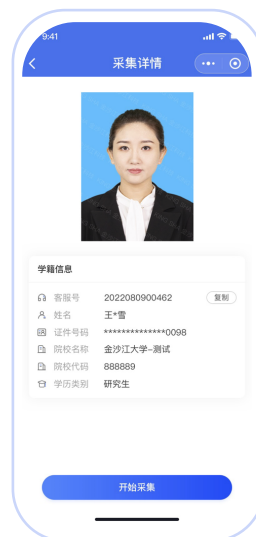 9:41
采集详情
学籍信息
客服号 2022080900462 复制
姓名 王*雪
证件号码 **************0098
院校名称 金沙江大学-测试
院校代码 888889
学历类别 研究生
开始采集